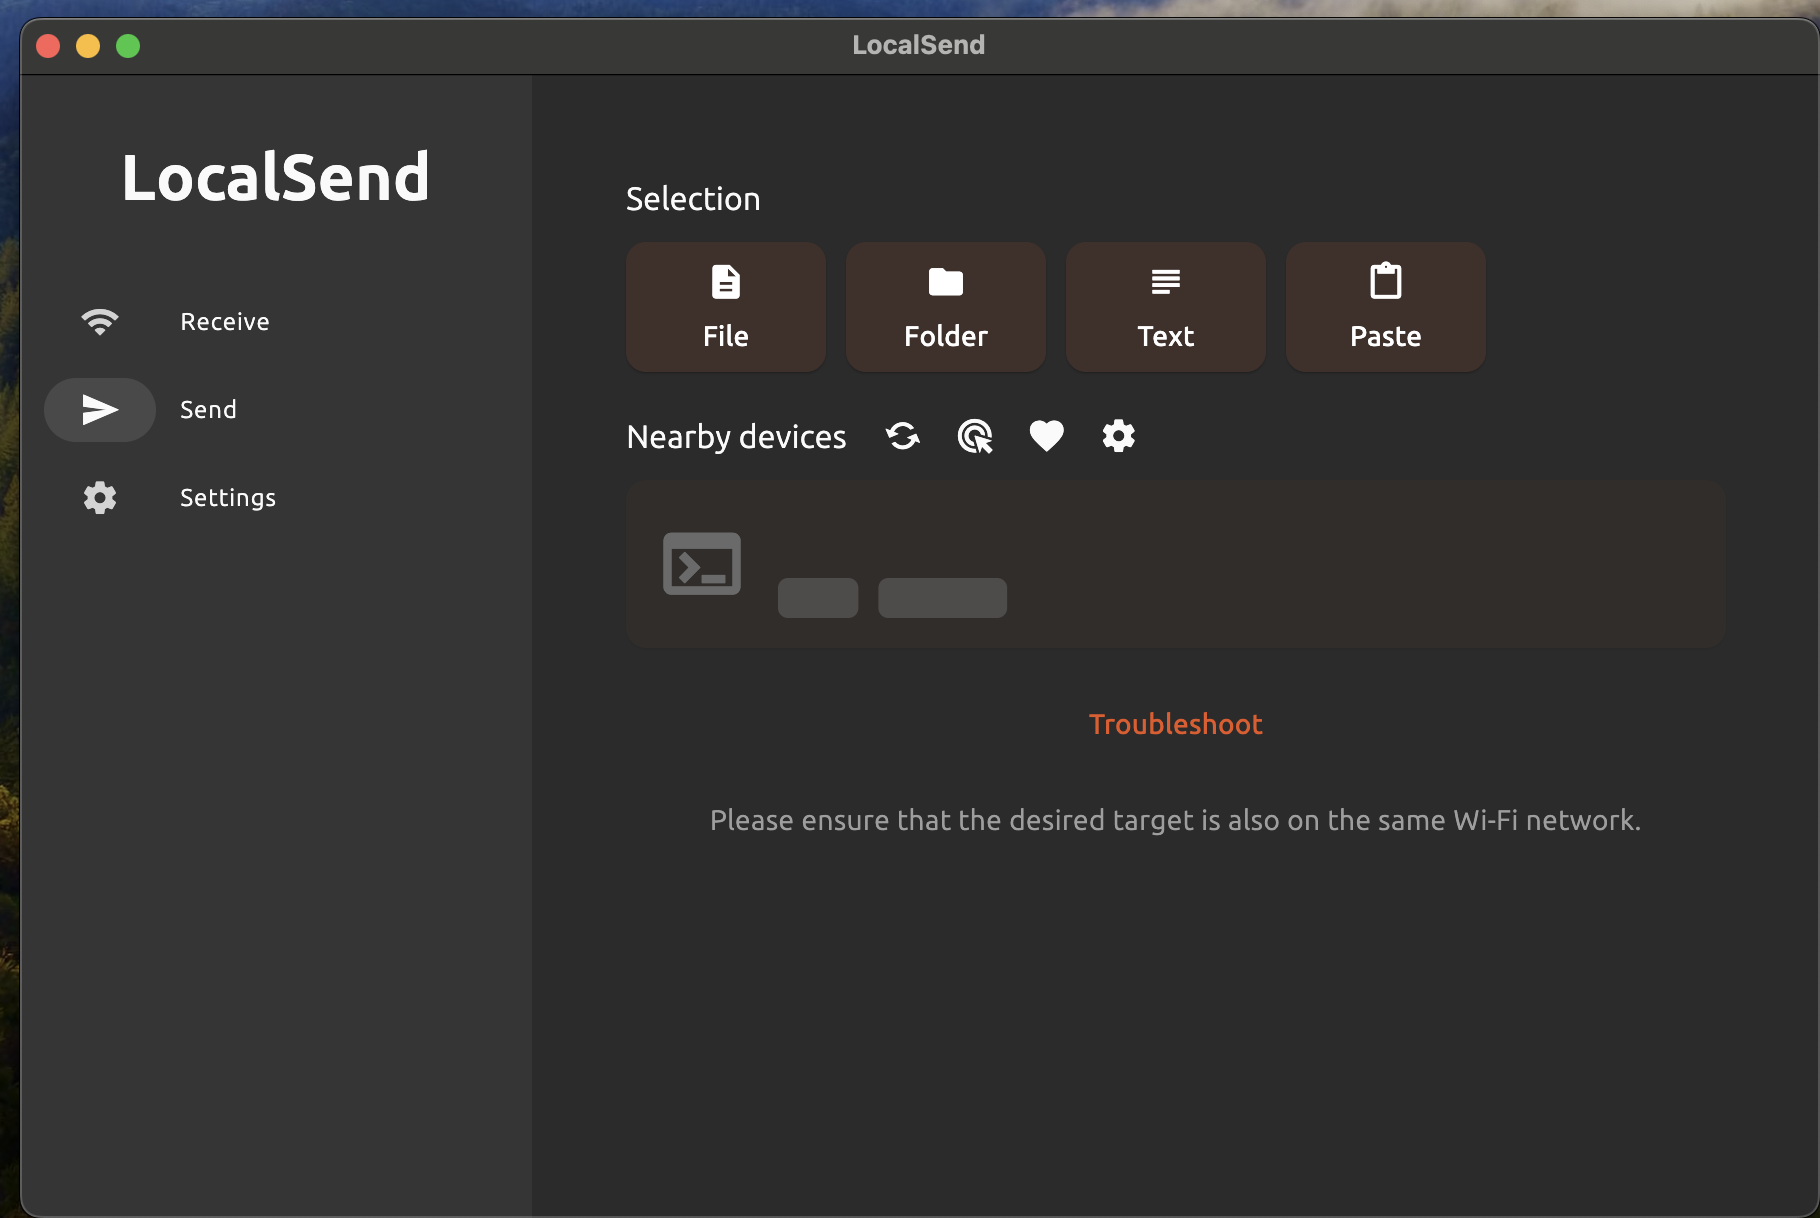 LocalSend
LocalSend
Receive
Send
Settings
Selection
File
Folder
Text
Paste
Nearby devices
Troubleshoot
Please ensure that the desired target is also on the same Wi-Fi network.